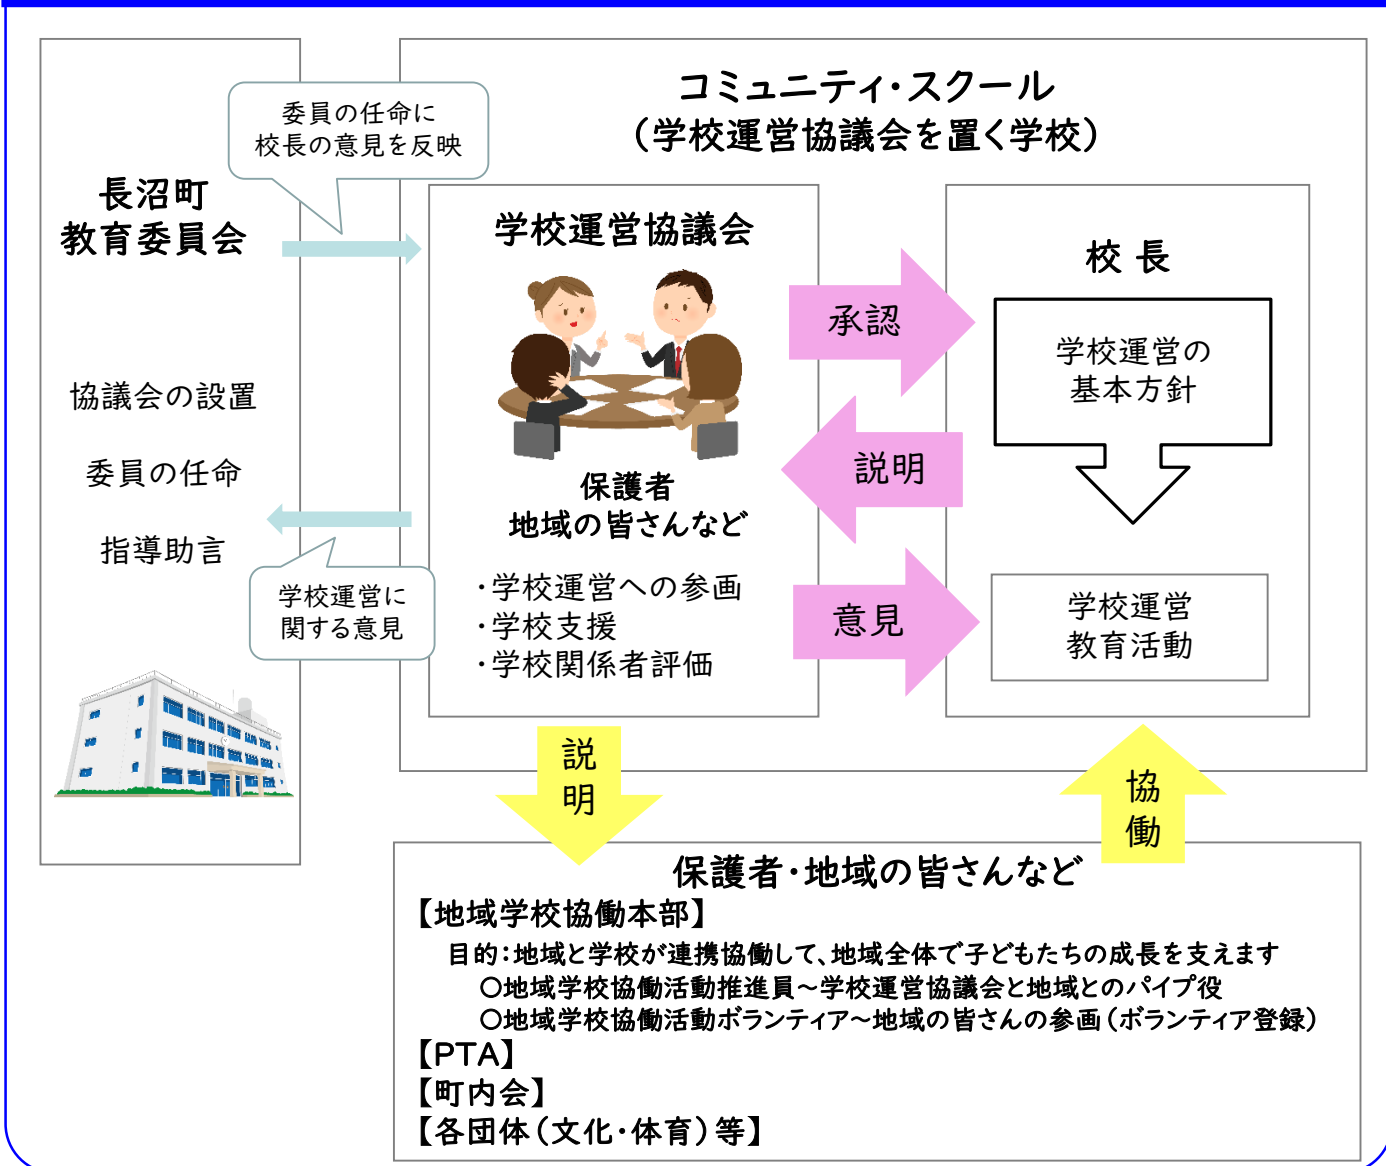 コミュニティ・スクール
（学校運営協議会を置く学校）
委員の任命に
校長の意見を反映
長沼町
教育委員会
協議会の設置
委員の任命
指導助言
学校運営に
関する意見
学校運営協議会
保護者
地域の皆さんなど
・学校運営への参画
・学校支援
・学校関係者評価
承認
説明
意見
校 長
学校運営の
基本方針
学校運営
教育活動
説
明
協
働
保護者・地域の皆さんなど
【地域学校協働本部】
目的：地域と学校が連携協働して、地域全体で子どもたちの成長を支えます
○地域学校協働活動推進員～学校運営協議会と地域とのパイプ役
○地域学校協働活動ボランティア～地域の皆さんの参画（ボランティア登録）
【PTA】
【町内会】
【各団体（文化・体育）等】